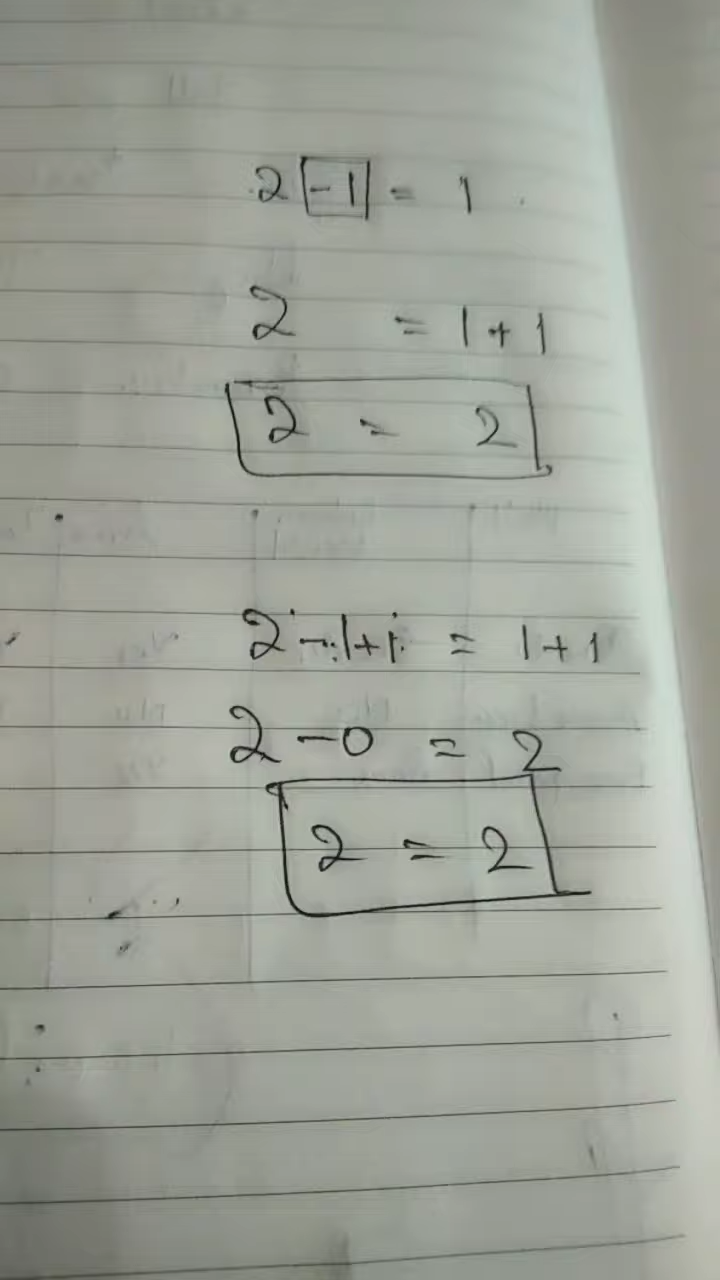 2 -1 = 1
2 = 1 + 1
2 = 2
2 - 1 + 1 = 1 + 1
2 - 0 = 2
2 = 2